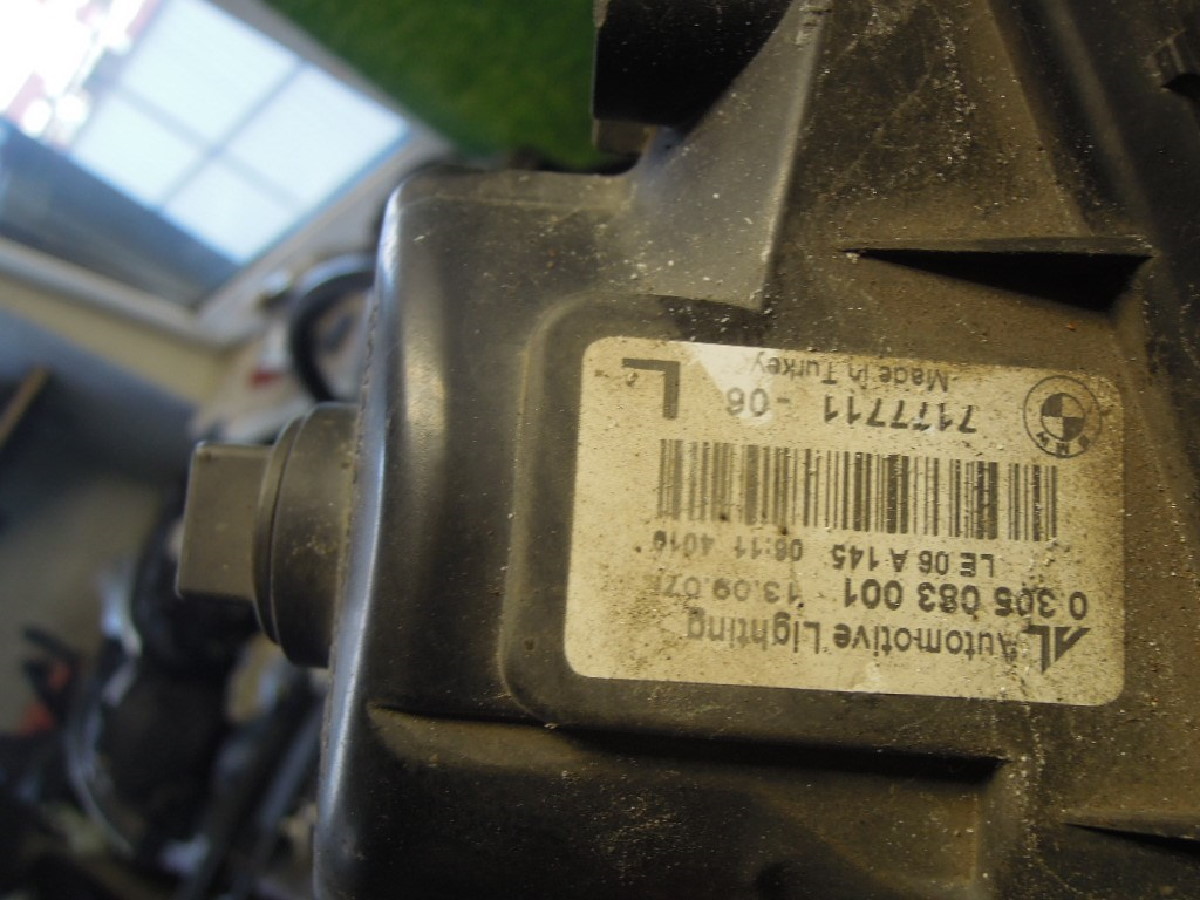 AL Automotive Lighting
0 305 083 001 13.09.07
LE 06 A 145 06:11 4016
BMW 7177711 -06 L
Made in Turkey